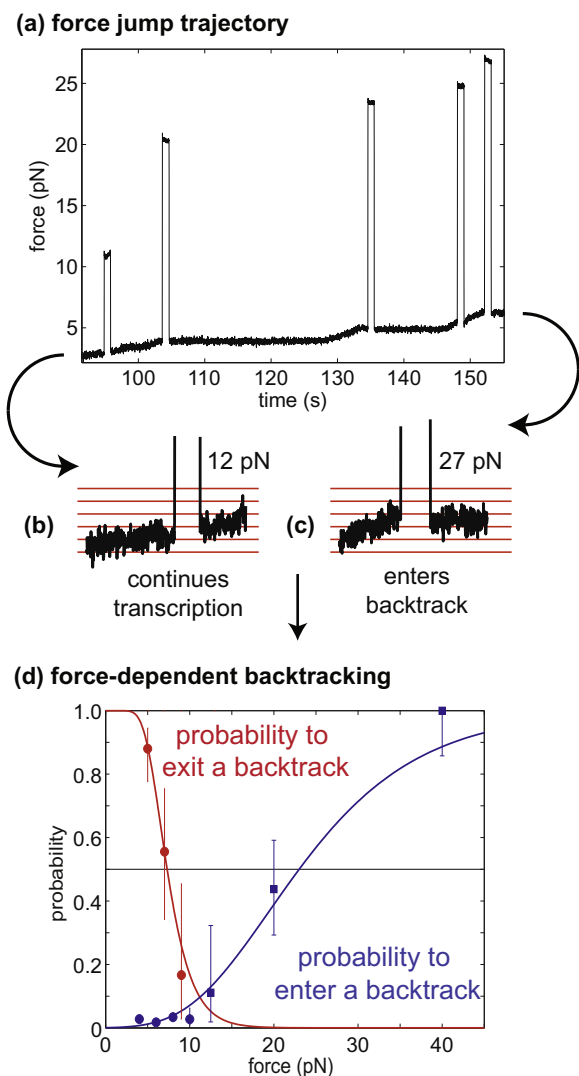 (a) force jump trajectory
25
20
15
10
5
force (pN)
95 100 110 120 130 140 150
time (s)
12 pN
27 pN
(b)
(c)
continues
transcription
enters
backtrack
(d) force-dependent backtracking
1.0
0.8
0.6
0.4
0.2
0
probability
probability to
exit a backtrack
probability to
enter a backtrack
0 10 20 30 40
force (pN)